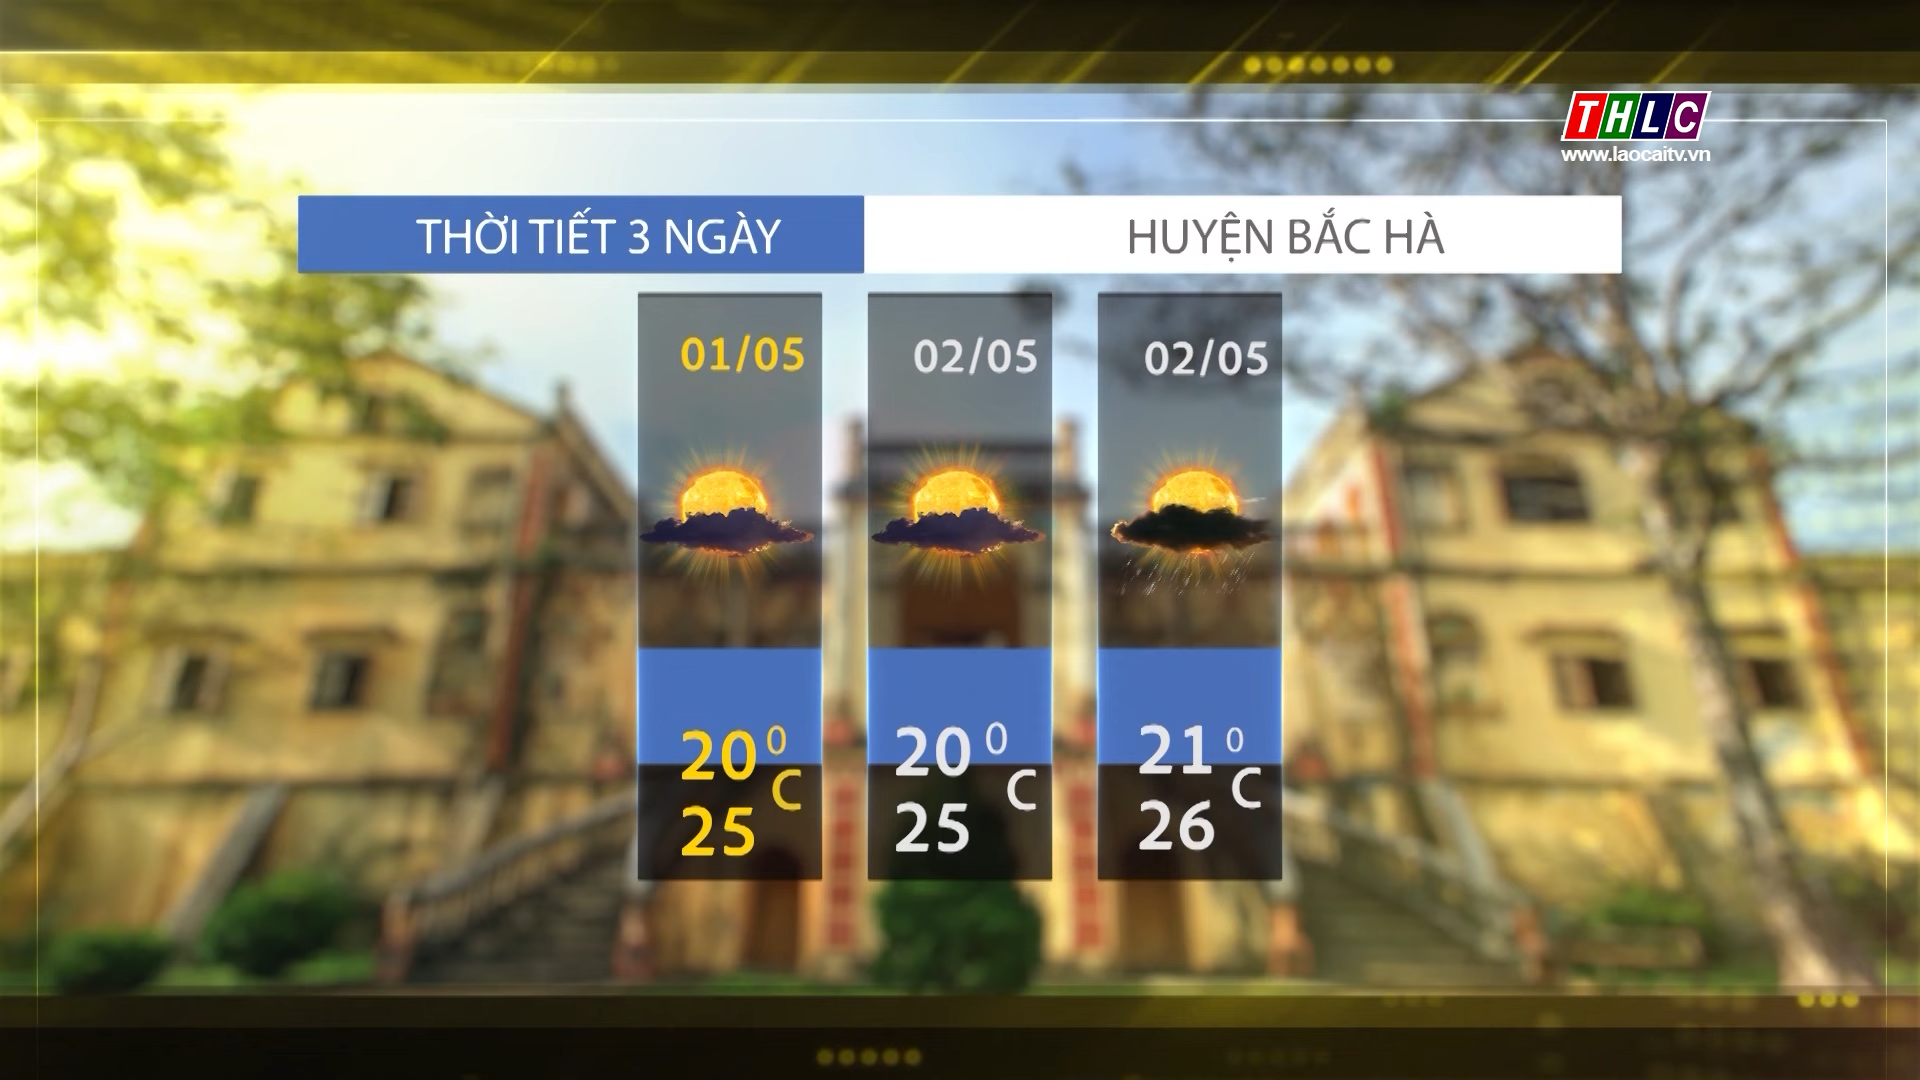 THLC
www.laocaitv.vn
THỜI TIẾT 3 NGÀY
HUYỆN BẮC HÀ
01/05
02/05
02/05
20 0
C
25
20 0
C
25
21 0
C
26